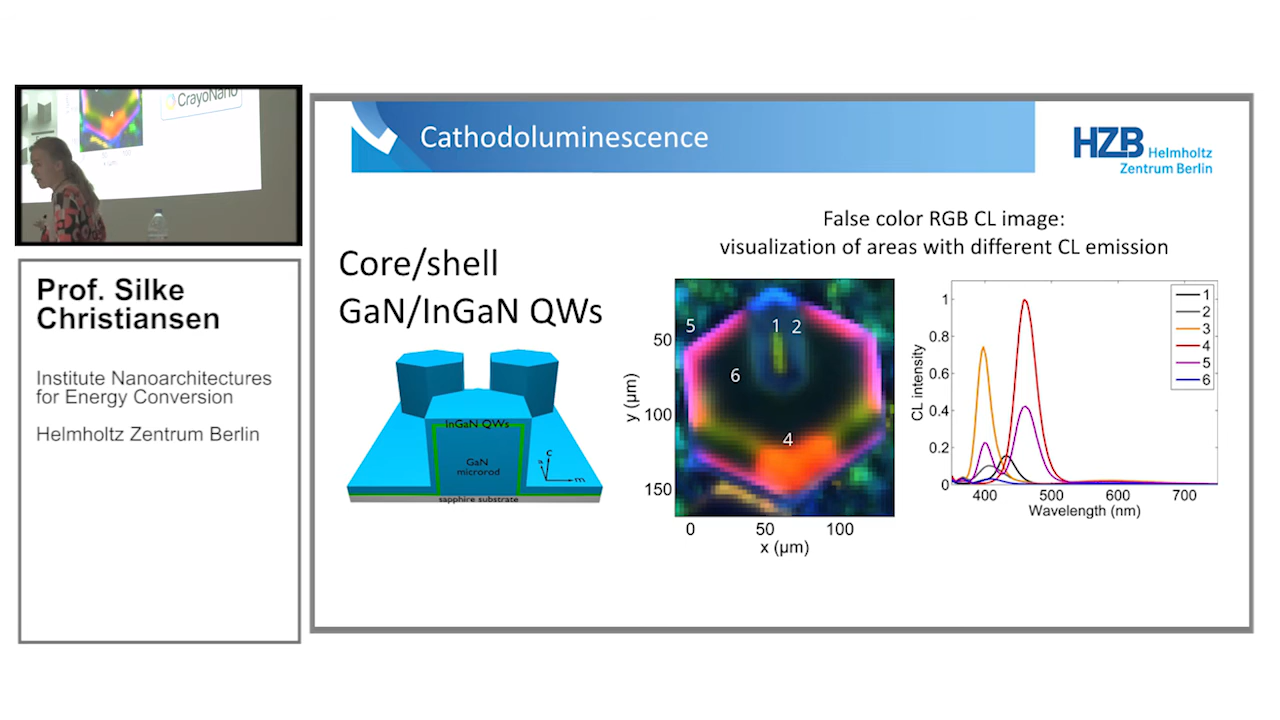 4
CrayoNano
Prof. Silke
Christiansen
Institute Nanoarchitectures
for Energy Conversion
Helmholtz Zentrum Berlin
Cathodoluminescence
HZB Helmholtz
Zentrum Berlin
Core/shell
GaN/InGaN QWs
InGaN QWs
GaN
microrod
c
a
m
sapphire substrate
False color RGB CL image:
visualization of areas with different CL emission
y (μm)
50
100
150
5
1
2
6
4
0
50
100
x (μm)
CL intensity
1
0.8
0.6
0.4
0.2
0
400
500
600
700
Wavelength (nm)
1
2
3
4
5
6